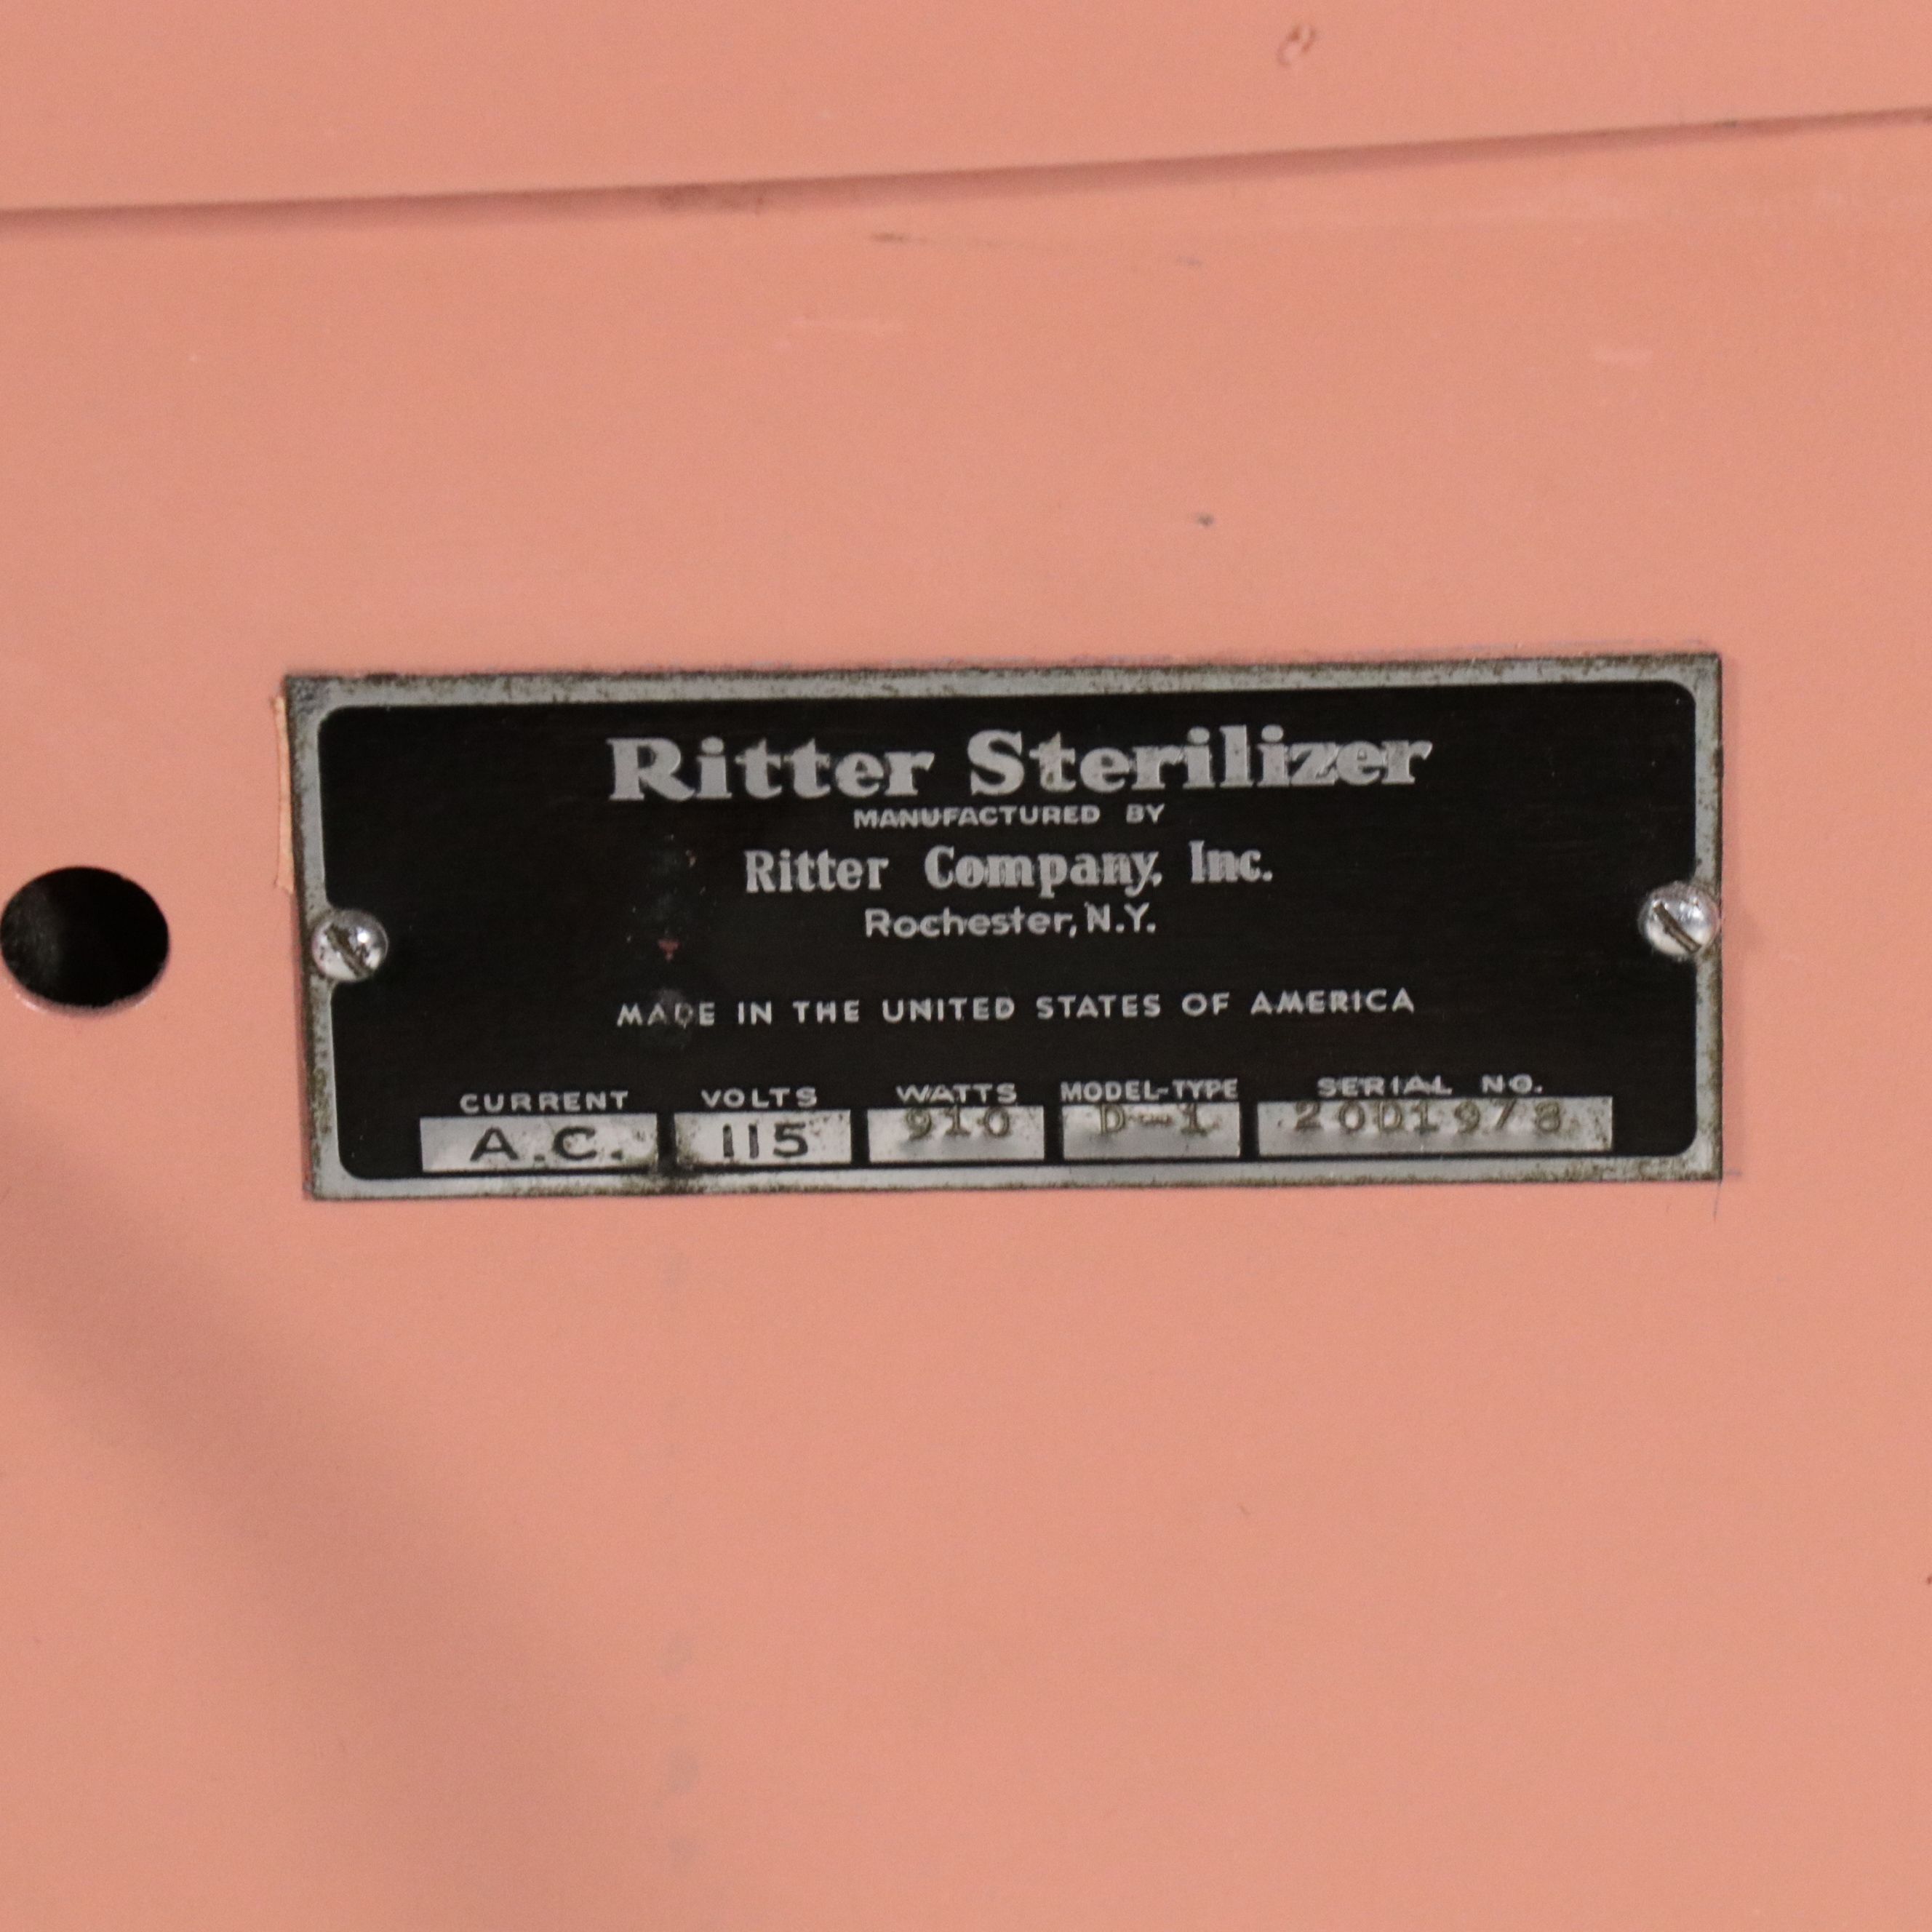 Ritter Sterilizer
MANUFACTURED BY
Ritter Company, Inc.
Rochester, N.Y.
MADE IN THE UNITED STATES OF AMERICA
CURRENT VOLTS WATTS MODEL-TYPE SERIAL NO.
A.C. 115 910 D-1 20D1978